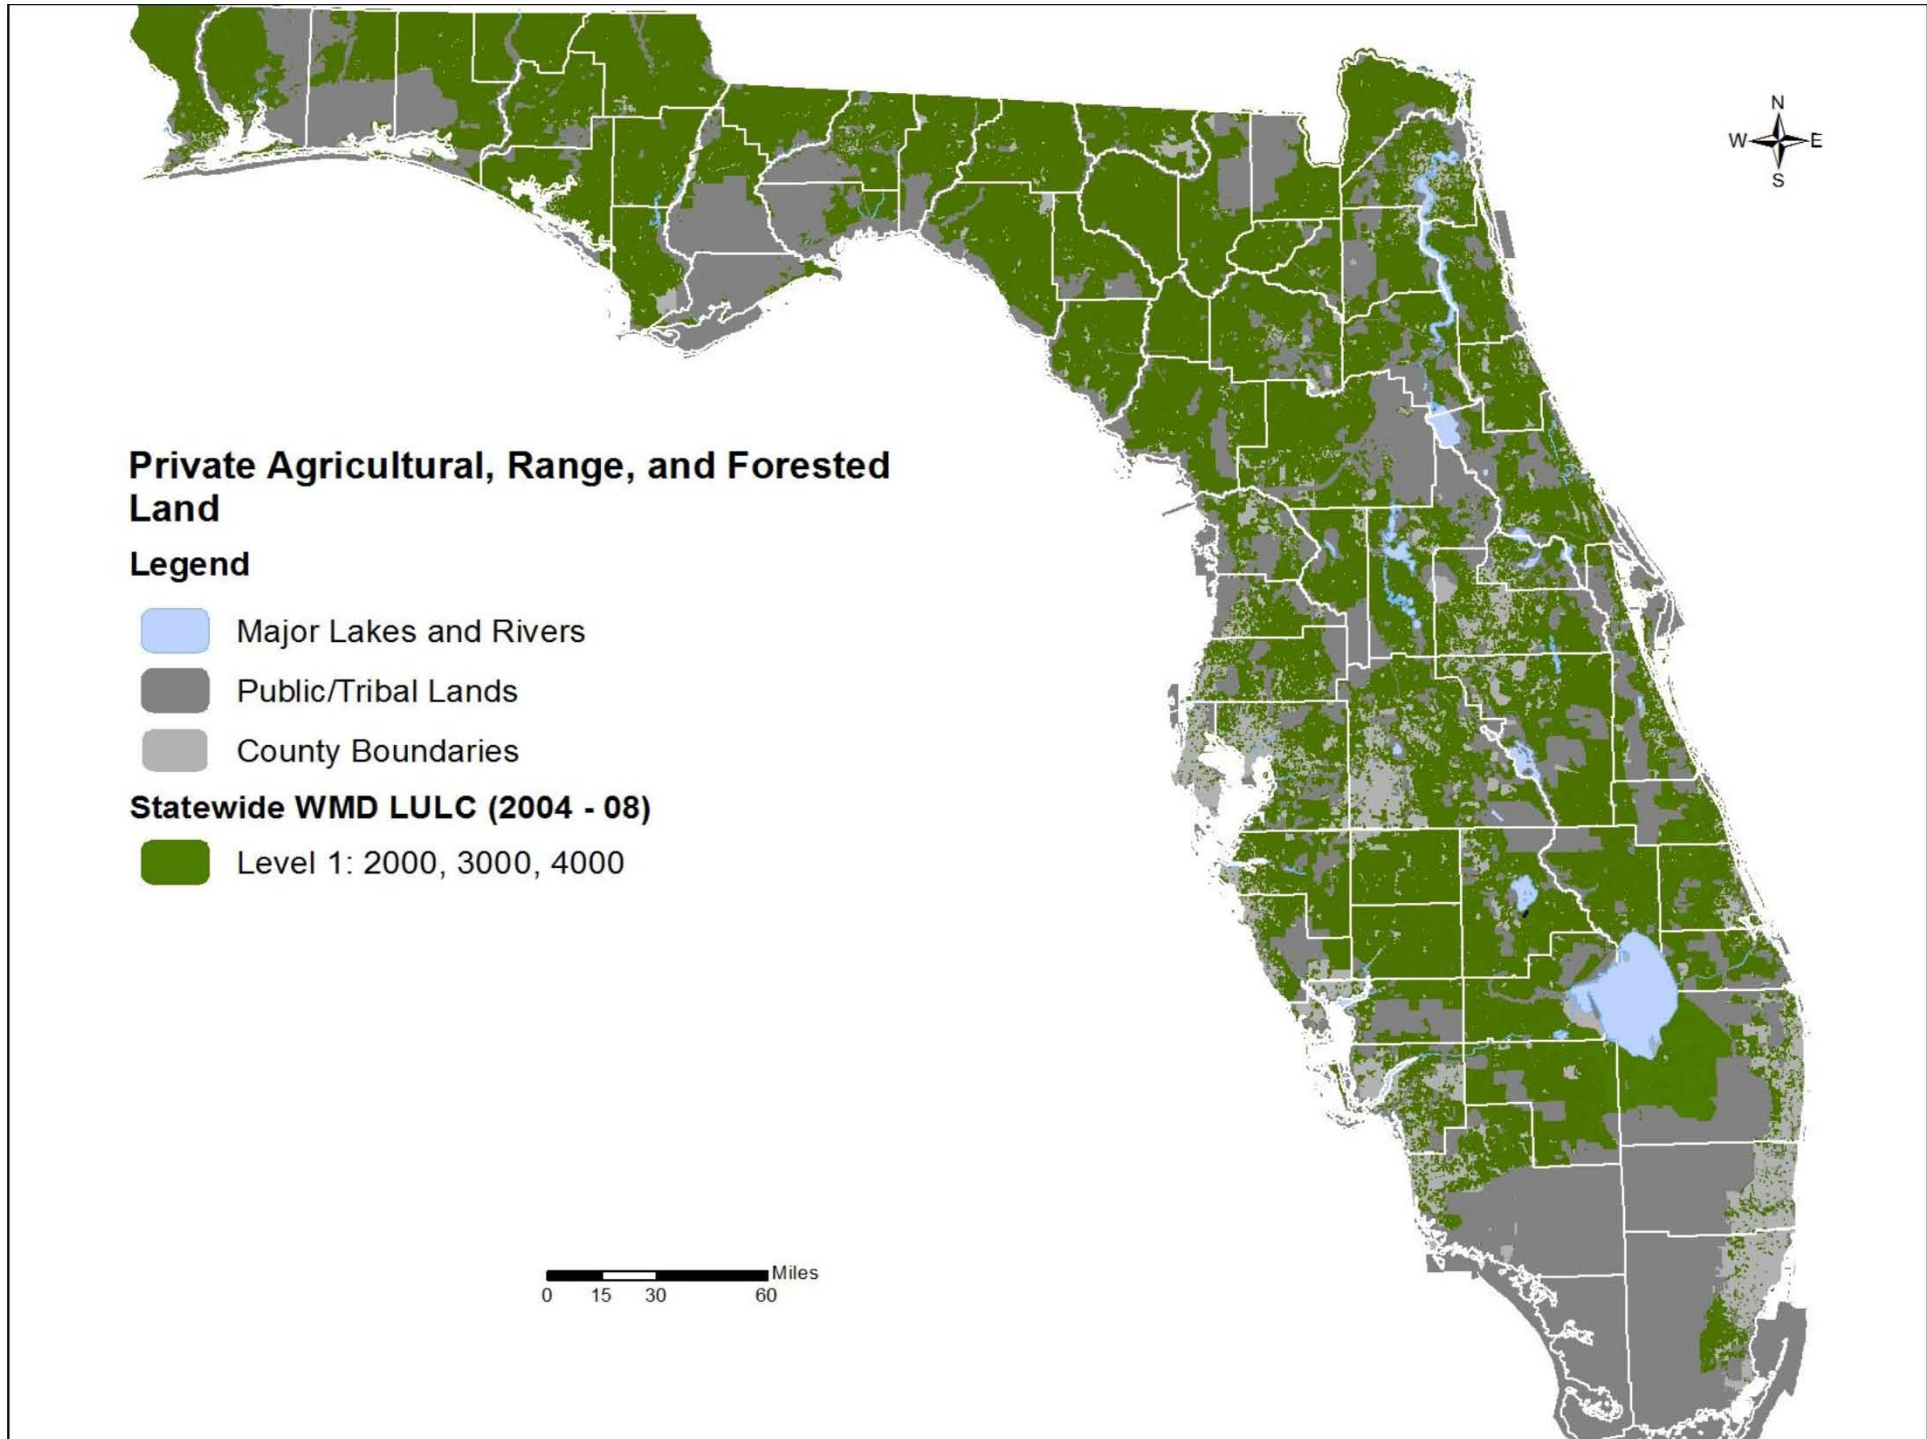 N
W E
S
Private Agricultural, Range, and Forested
Land
Legend
Major Lakes and Rivers
Public/Tribal Lands
County Boundaries
Statewide WMD LULC (2004 - 08)
Level 1: 2000, 3000, 4000
Miles
0 15 30 60